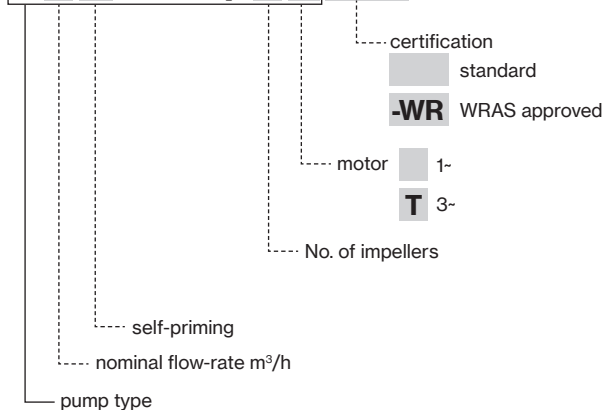 certification
standard
-WR WRAS approved
motor 1~
T 3~
No. of impellers
self-priming
nominal flow-rate m³/h
pump type